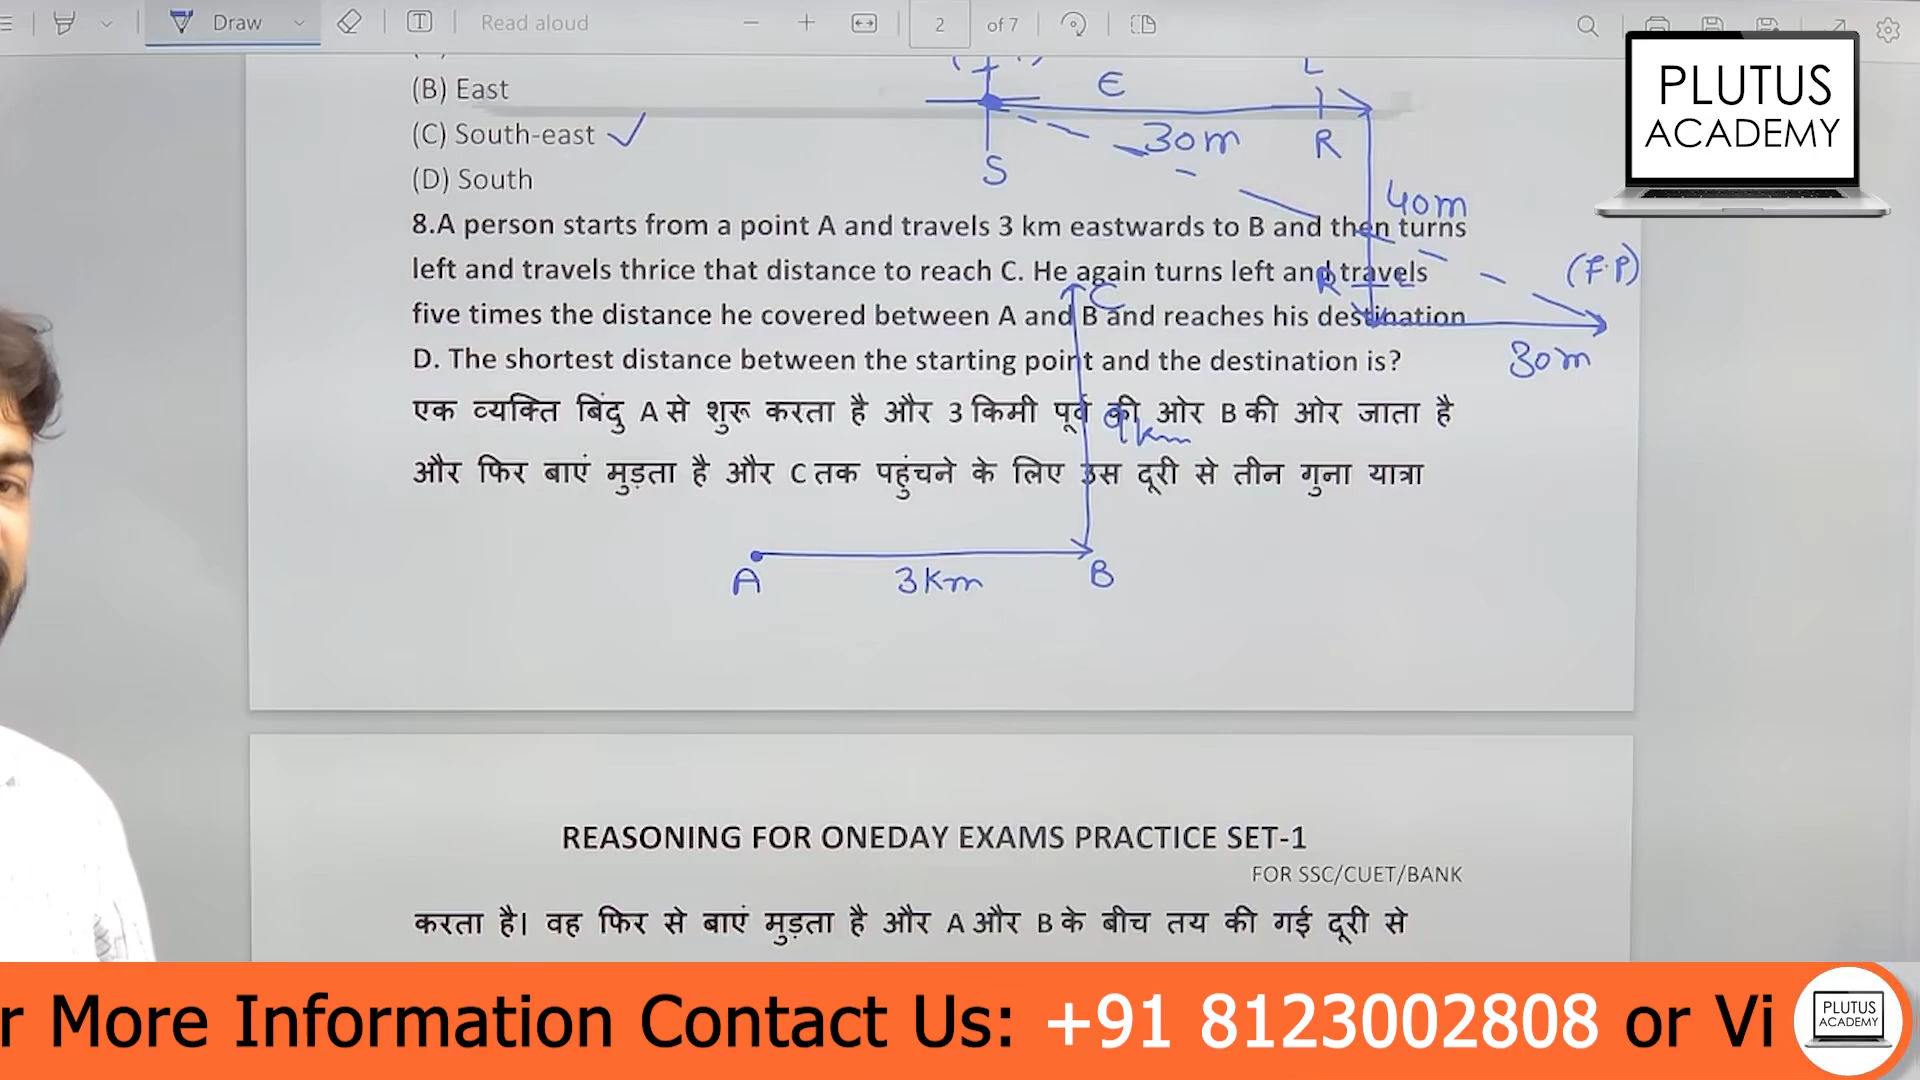 Draw
Read aloud
2 of 7
PLUTUS
ACADEMY
(B) East
E
L
(C) South-east
30m
R
S
(D) South
40m
8.A person starts from a point A and travels 3 km eastwards to B and then turns
left and travels thrice that distance to reach C. He again turns left and travels
(F.P)
R L
C
five times the distance he covered between A and B and reaches his destination
D. The shortest distance between the starting point and the destination is?
30m
एक व्यक्ति बिंदु A से शुरू करता है और 3 किमी पूर्व की ओर B की ओर जाता है
9km
और फिर बाएं मुड़ता है और C तक पहुंचने के लिए उस दूरी से तीन गुना यात्रा
A 3km B
REASONING FOR ONEDAY EXAMS PRACTICE SET-1
FOR SSC/CUET/BANK
करता है। वह फिर से बाएं मुड़ता है और A और B के बीच तय की गई दूरी से
r More Information Contact Us: +91 8123002808 or Vi
PLUTUS
ACADEMY